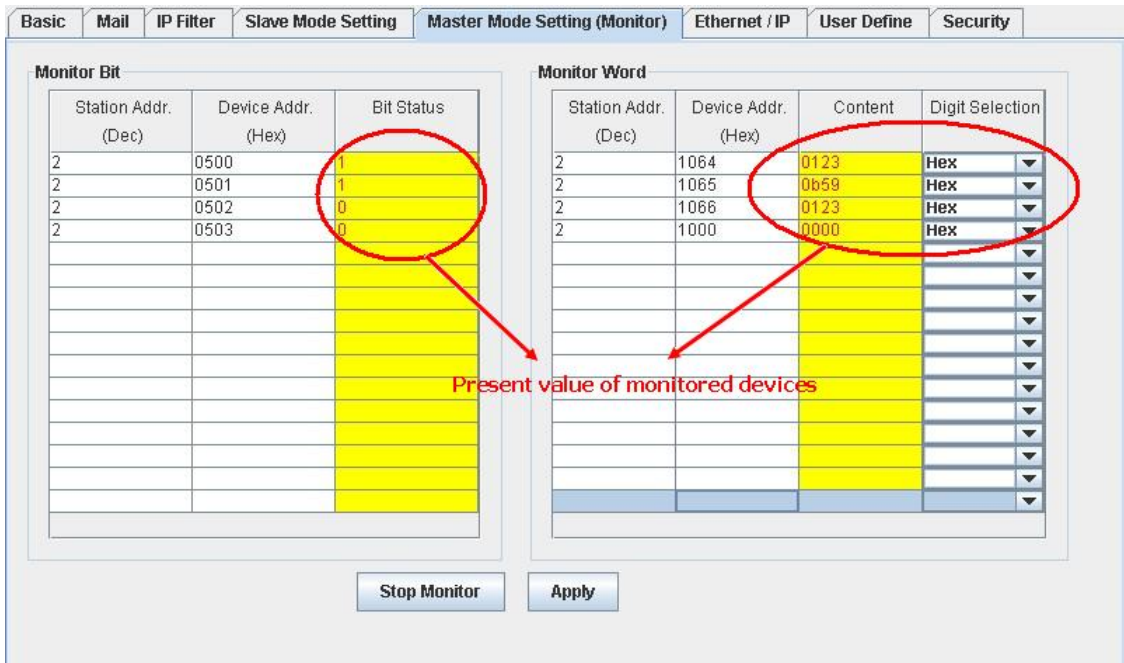 Basic Mail IP Filter Slave Mode Setting Master Mode Setting (Monitor) Ethernet / IP User Define Security
Monitor Bit
Station Addr. (Dec) Device Addr. (Hex) Bit Status
2 0500 1
2 0501 1
2 0502 0
2 0503 0
Monitor Word
Station Addr. (Dec) Device Addr. (Hex) Content Digit Selection
2 1064 0123 Hex
2 1065 0b59 Hex
2 1066 0123 Hex
2 1000 0000 Hex
Present value of monitored devices
Stop Monitor Apply